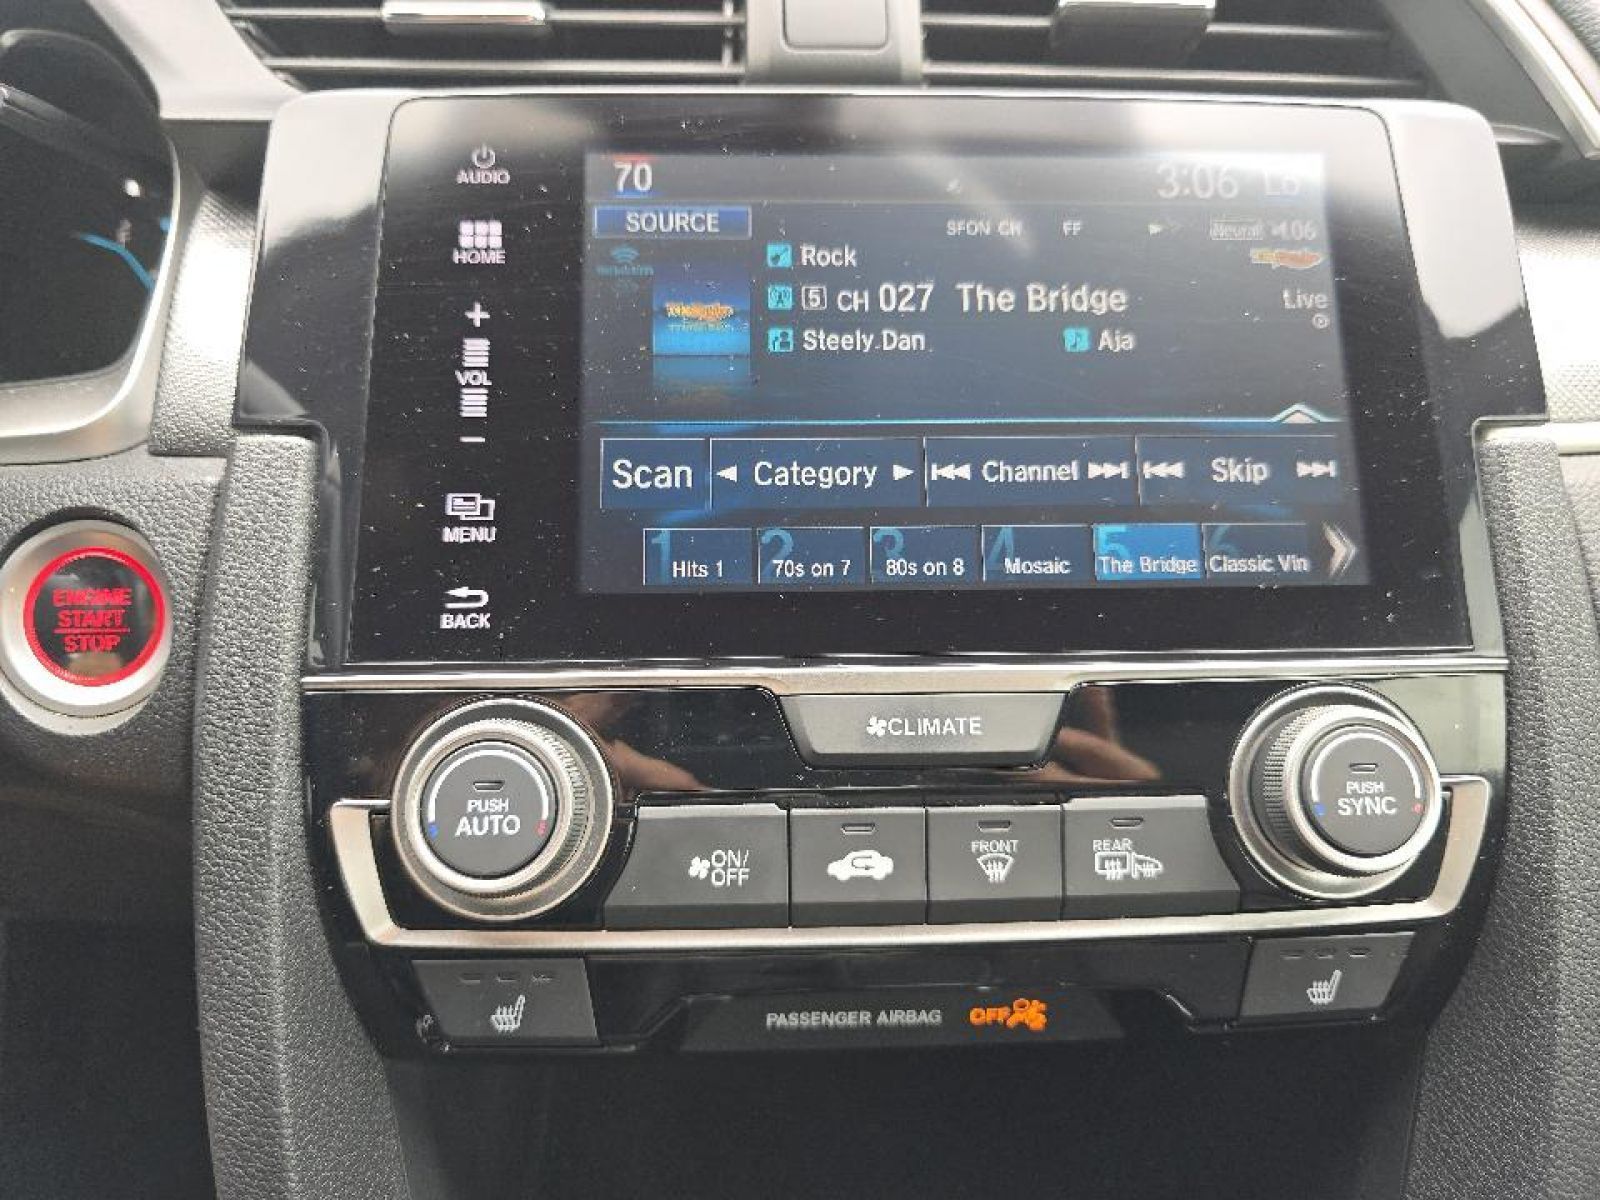 AUDIO
HOME
+
VOL
-
MENU
BACK
70
3:06
Lo
SOURCE
Rock
5 CH 027 The Bridge
Live
Steely Dan
Aja
Scan
Category
Channel
Skip
1 Hits 1
2 70s on 7
3 80s on 8
4 Mosaic
5 The Bridge
6 Classic Vin
ENGINE
START
STOP
CLIMATE
PUSH
AUTO
ON/
OFF
FRONT
REAR
PUSH
SYNC
PASSENGER AIRBAG OFF